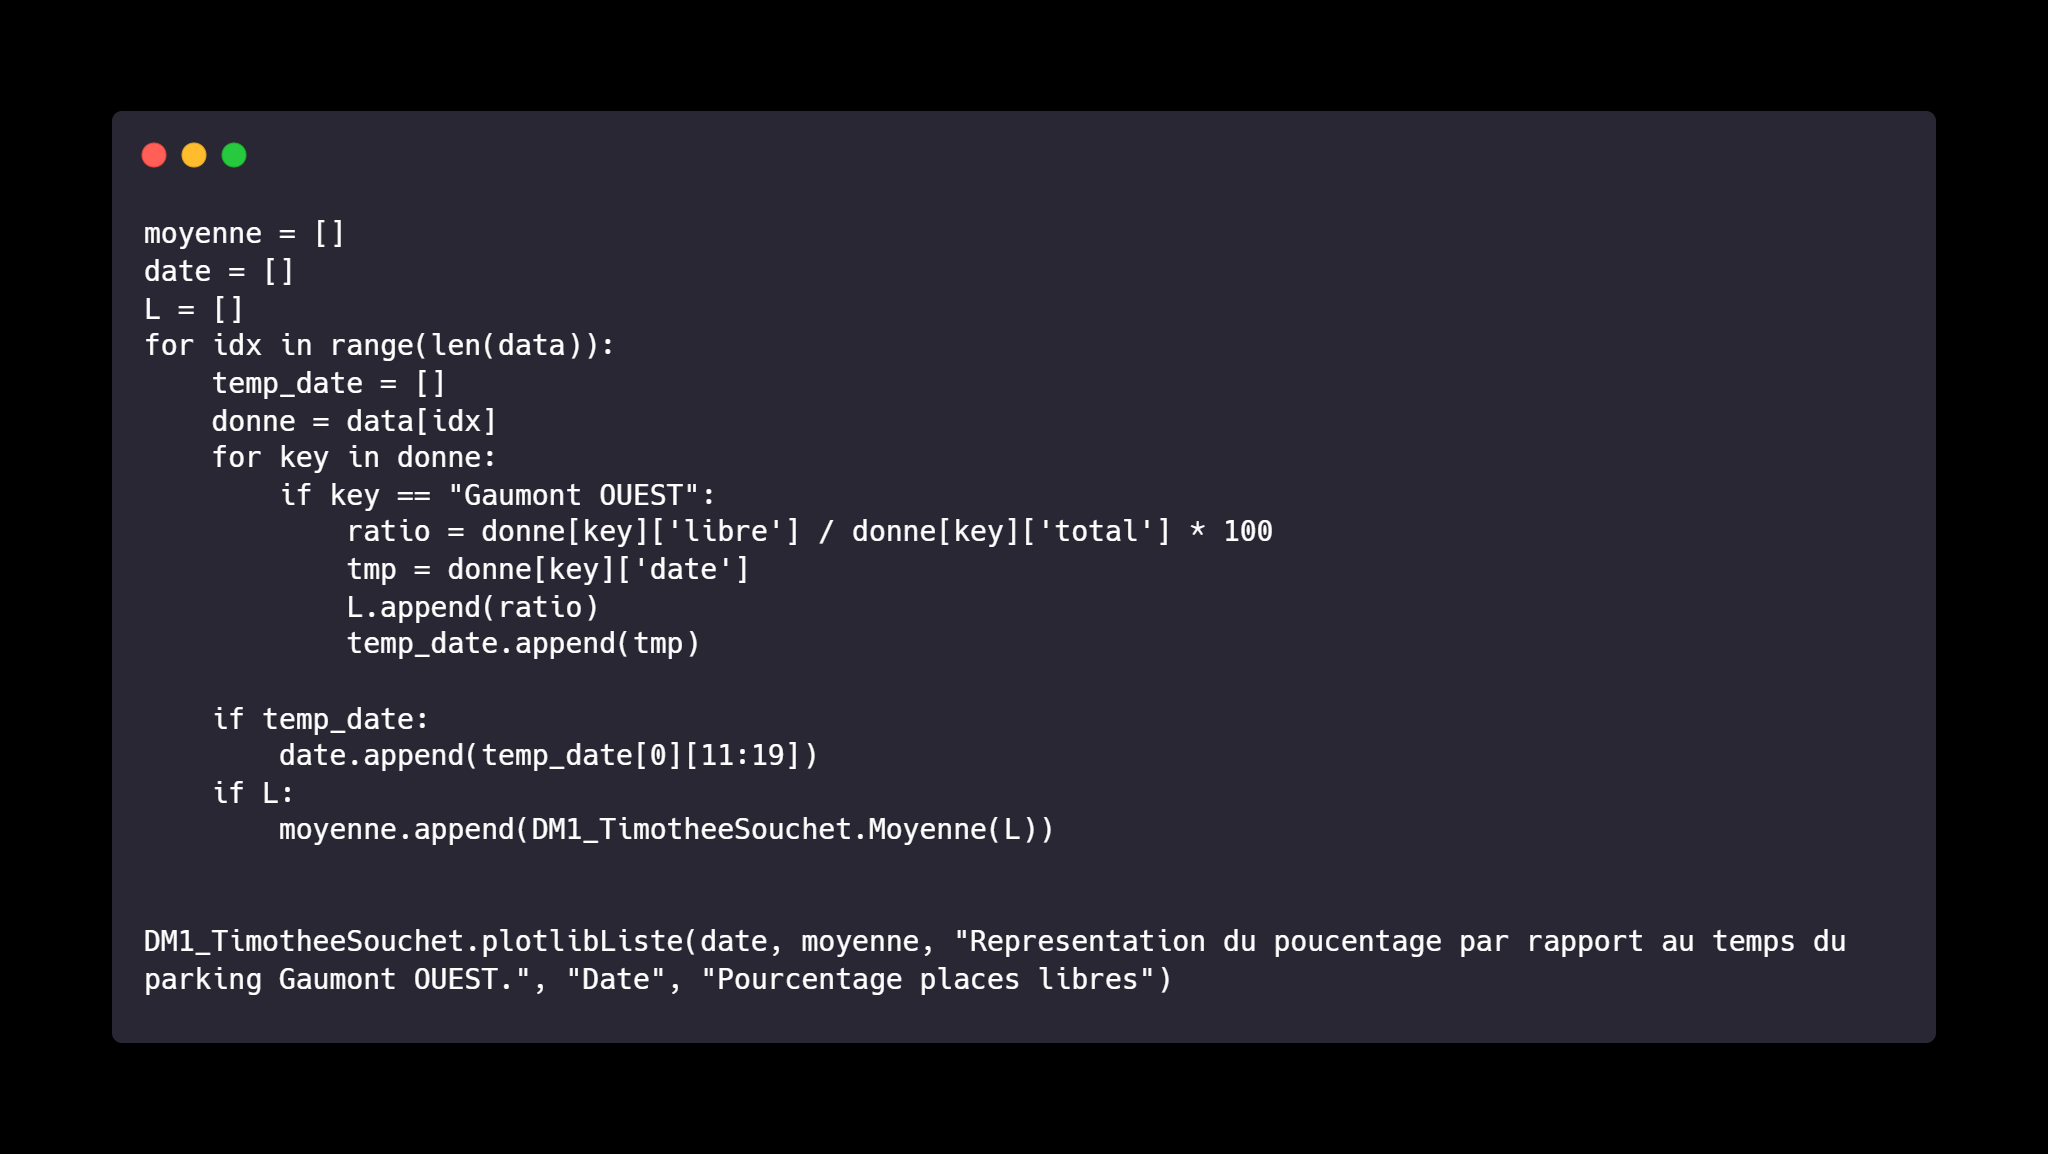 moyenne = []
date = []
L = []
for idx in range(len(data)):
    temp_date = []
    donne = data[idx]
    for key in donne:
        if key == "Gaumont OUEST":
            ratio = donne[key]['libre'] / donne[key]['total'] * 100
            tmp = donne[key]['date']
            L.append(ratio)
            temp_date.append(tmp)

    if temp_date:
        date.append(temp_date[0][11:19])
    if L:
        moyenne.append(DM1_TimotheeSouchet.Moyenne(L))


DM1_TimotheeSouchet.plotlibListe(date, moyenne, "Representation du poucentage par rapport au temps du
parking Gaumont OUEST.", "Date", "Pourcentage places libres")